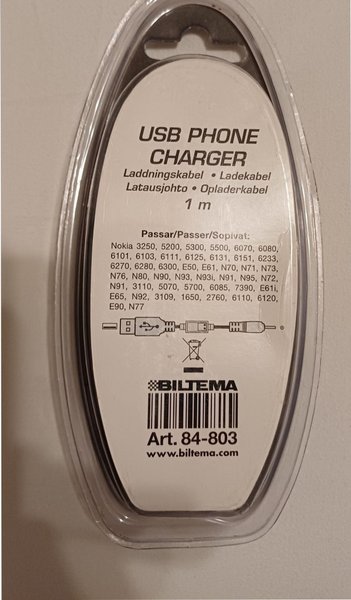 USB PHONE
CHARGER
Laddningskabel • Ladekabel
Latausjohto • Opladerkabel
1 m
Passar/Passer/Sopivat:
Nokia 3250, 5200, 5300, 5500, 6070, 6080,
6101, 6103, 6111, 6125, 6131, 6151, 6233,
6270, 6280, 6300, E50, E61, N70, N71, N73,
N76, N80, N90, N93, N93i, N91, N95, N72,
N91, 3110, 5070, 5700, 6085, 7390, E61i,
E65, N92, 3109, 1650, 2760, 6110, 6120,
E90, N77
BILTEMA
Art. 84-803
www.biltema.com